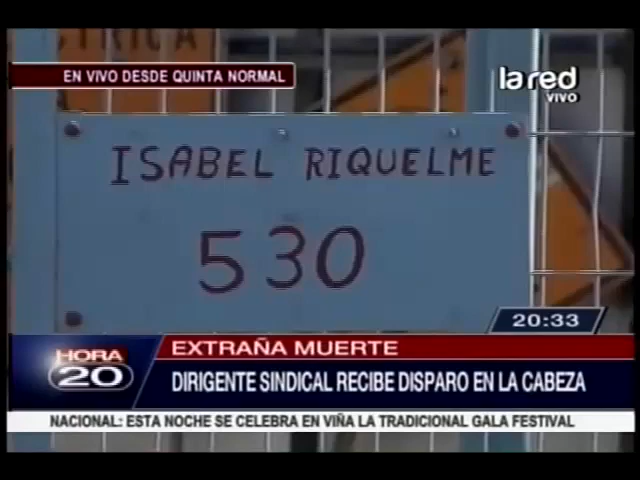 CTRICA
EN VIVO DESDE QUINTA NORMAL
la red
VIVO
ISABEL RIQUELME
530
20:33
HORA
20
EXTRAÑA MUERTE
DIRIGENTE SINDICAL RECIBE DISPARO EN LA CABEZA
NACIONAL: ESTA NOCHE SE CELEBRA EN VIÑA LA TRADICIONAL GALA FESTIVAL